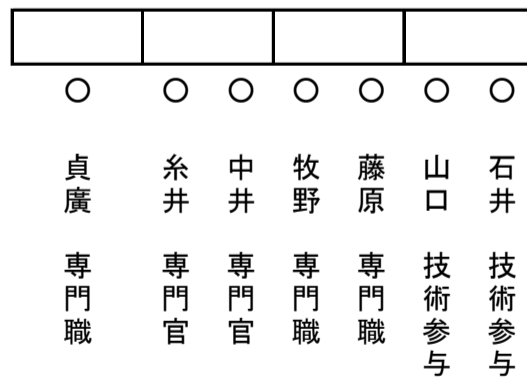 貞廣 専門職
糸井 専門官
中井 専門官
牧野 専門職
藤原 専門職
山口 技術参与
石井 技術参与